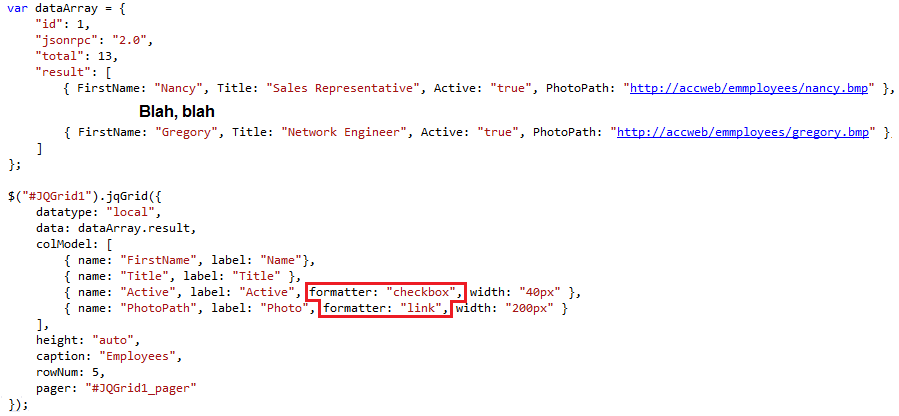 var dataArray = {
    "id": 1,
    "jsonrpc": "2.0",
    "total": 13,
    "result": [
        { FirstName: "Nancy", Title: "Sales Representative", Active: "true", PhotoPath: "http://accweb/emmployees/nancy.bmp" },
Blah, blah
        { FirstName: "Gregory", Title: "Network Engineer", Active: "true", PhotoPath: "http://accweb/emmployees/gregory.bmp" }
    ]
};

$("#JQGrid1").jqGrid({
    datatype: "local",
    data: dataArray.result,
    colModel: [
        { name: "FirstName", label: "Name"},
        { name: "Title", label: "Title" },
        { name: "Active", label: "Active", formatter: "checkbox", width: "40px" },
        { name: "PhotoPath", label: "Photo", formatter: "link", width: "200px" }
    ],
    height: "auto",
    caption: "Employees",
    rowNum: 5,
    pager: "#JQGrid1_pager"
});